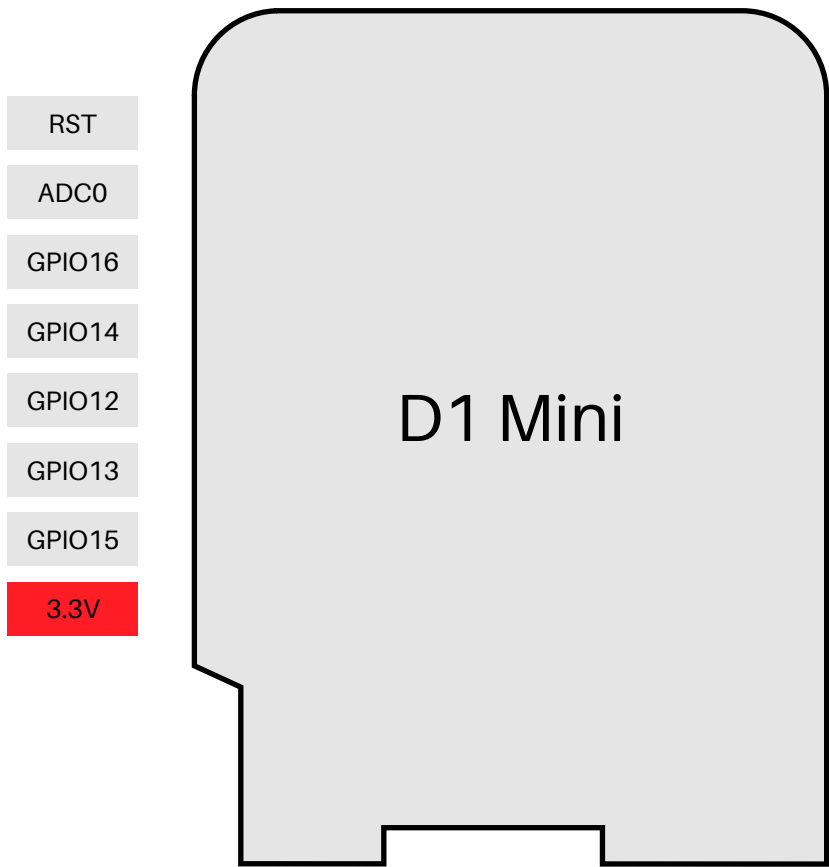 RST
ADC0
GPIO16
GPIO14
GPIO12
GPIO13
GPIO15
3.3V
D1 Mini